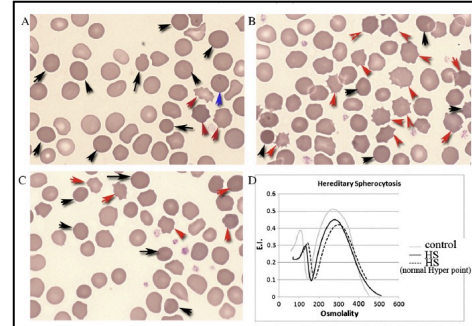 A
B
C
D
Hereditary Spherocytosis
E.I.
0.6
0.5
0.4
0.3
0.2
0.1
0
0 100 200 300 400 500 600
Osmolality
control
HS
HS
(normal Hyper point)